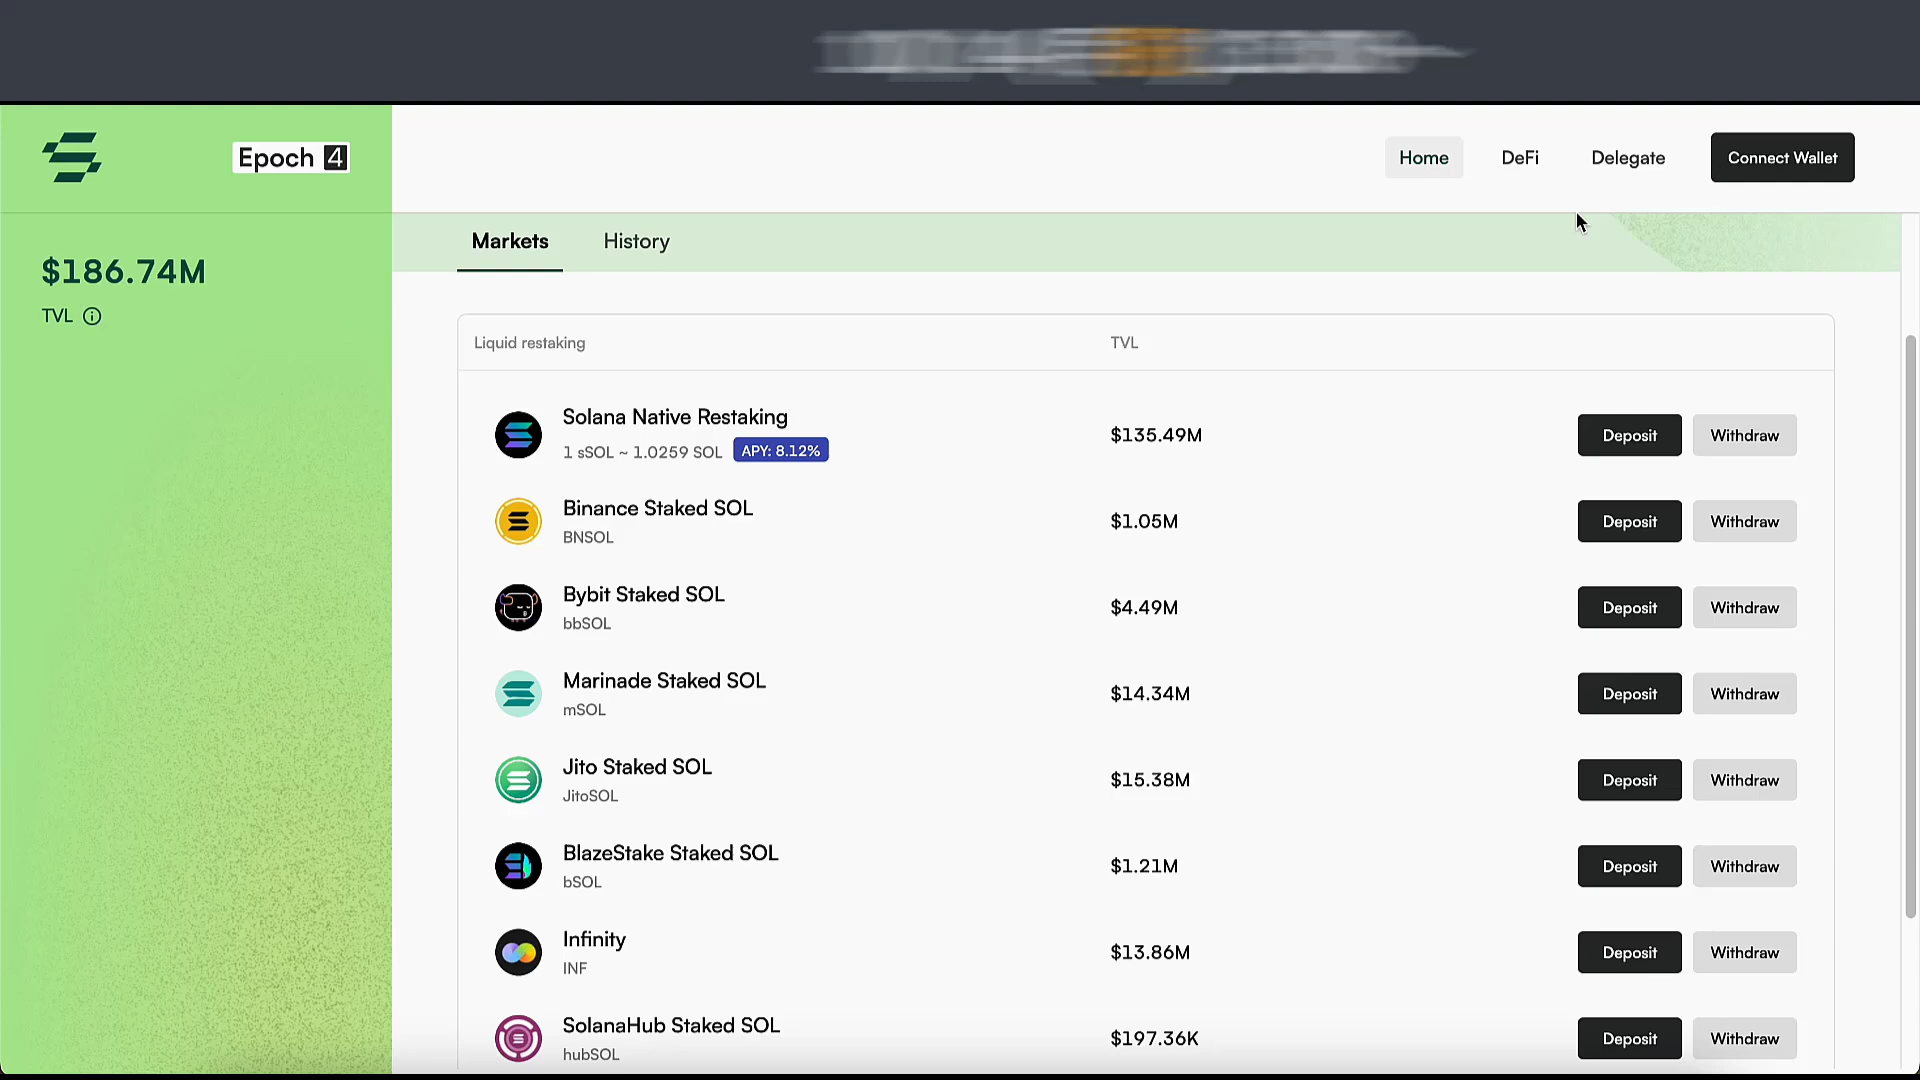 Epoch 4
Home
DeFi
Delegate
Connect Wallet
$186.74M
TVL
Markets
History
Liquid restaking
TVL
Solana Native Restaking
1 sSOL ~ 1.0259 SOL
APY: 8.12%
$135.49M
Deposit
Withdraw
Binance Staked SOL
BNSOL
$1.05M
Deposit
Withdraw
Bybit Staked SOL
bbSOL
$4.49M
Deposit
Withdraw
Marinade Staked SOL
mSOL
$14.34M
Deposit
Withdraw
Jito Staked SOL
JitoSOL
$15.38M
Deposit
Withdraw
BlazeStake Staked SOL
bSOL
$1.21M
Deposit
Withdraw
Infinity
INF
$13.86M
Deposit
Withdraw
SolanaHub Staked SOL
hubSOL
$197.36K
Deposit
Withdraw